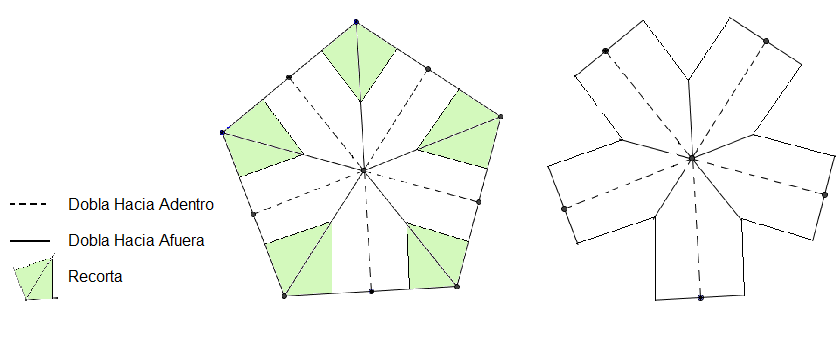 Dobla Hacia Adentro
Dobla Hacia Afuera
Recorta